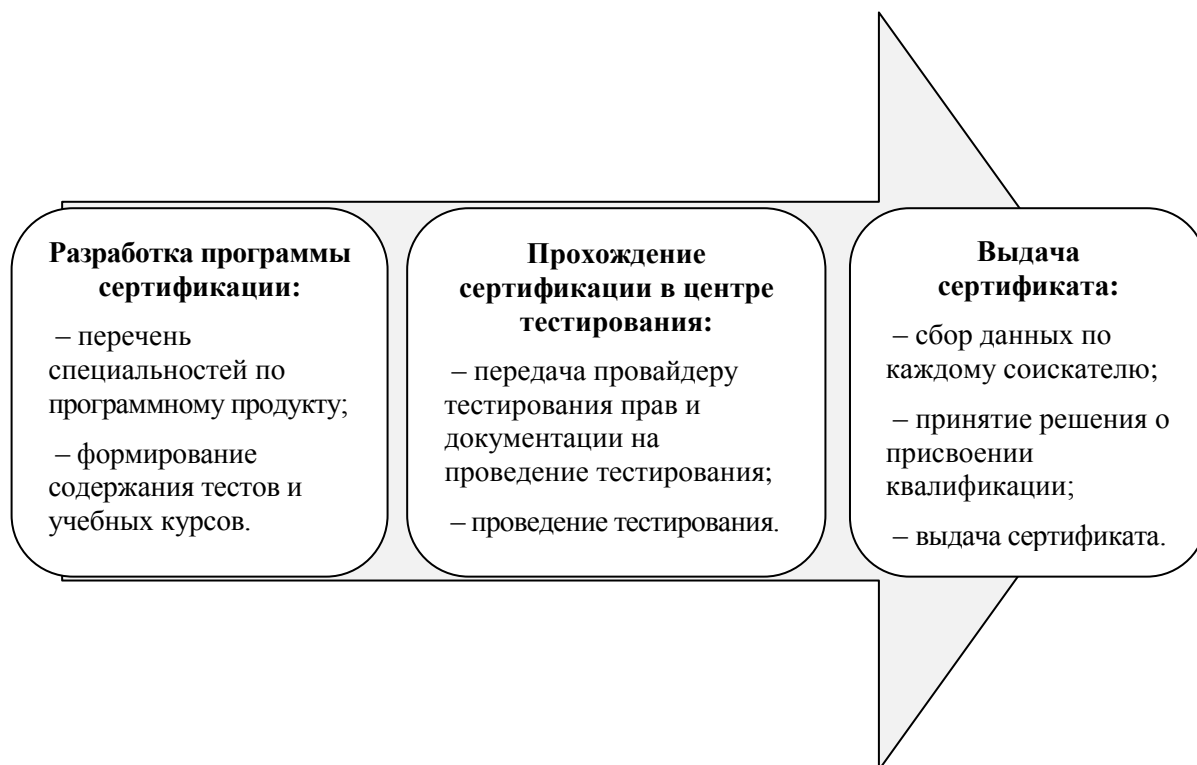 Разработка программы
сертификации:
– перечень
специальностей по
программному продукту;
– формирование
содержания тестов и
учебных курсов.
Прохождение
сертификации в центре
тестирования:
– передача провайдеру
тестирования прав и
документации на
проведение тестирования;
– проведение тестирования.
Выдача
сертификата:
– сбор данных по
каждому соискателю;
– принятие решения о
присвоении
квалификации;
– выдача сертификата.